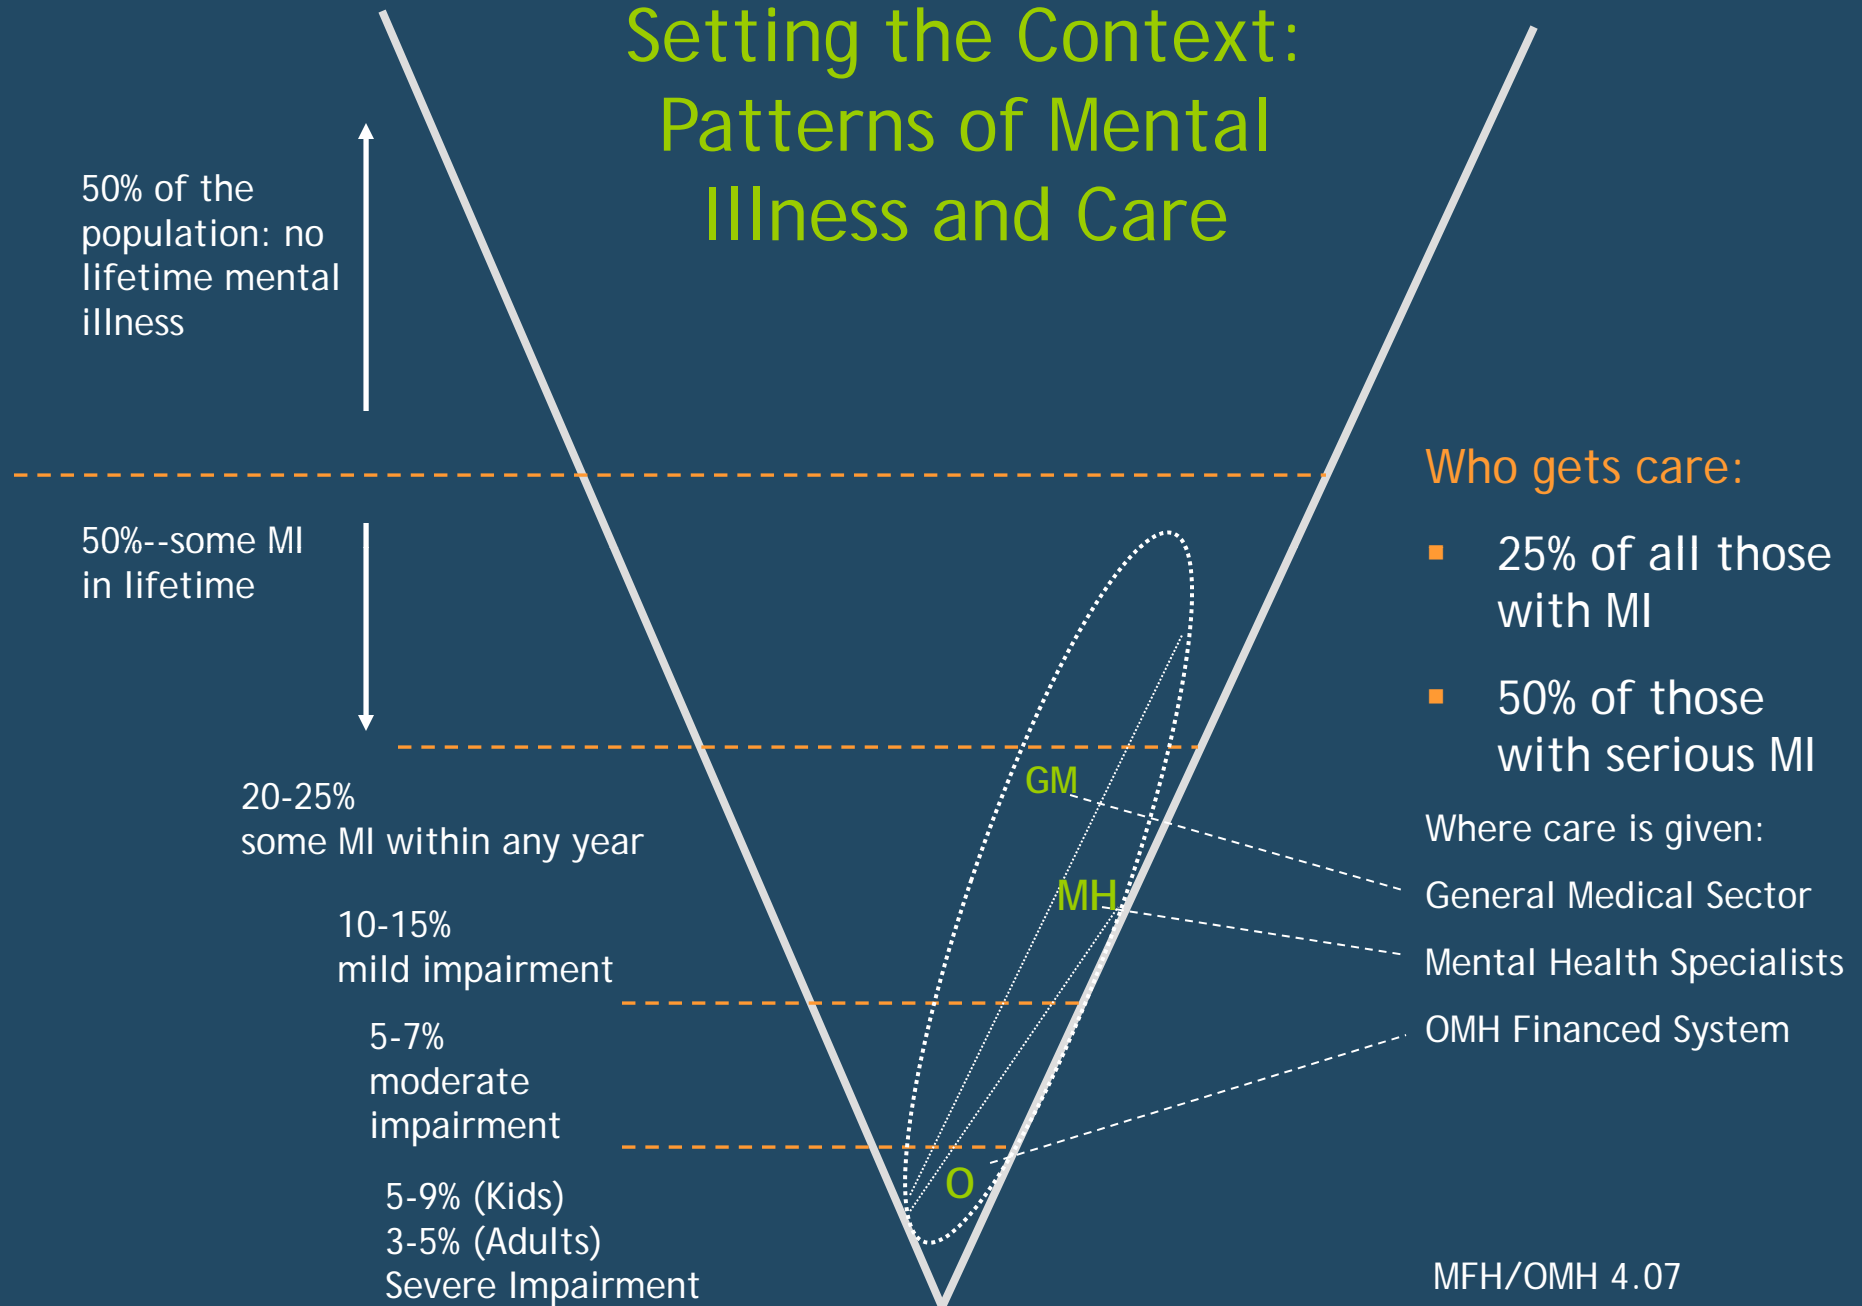 Setting the Context:
Patterns of Mental
Illness and Care
50% of the
population: no
lifetime mental
illness
50%--some MI
in lifetime
20-25%
some MI within any year
10-15%
mild impairment
5-7%
moderate
impairment
5-9% (Kids)
3-5% (Adults)
Severe Impairment
GM
MH
O
Who gets care:
▪ 25% of all those
with MI
▪ 50% of those
with serious MI
Where care is given:
General Medical Sector
Mental Health Specialists
OMH Financed System
MFH/OMH 4.07